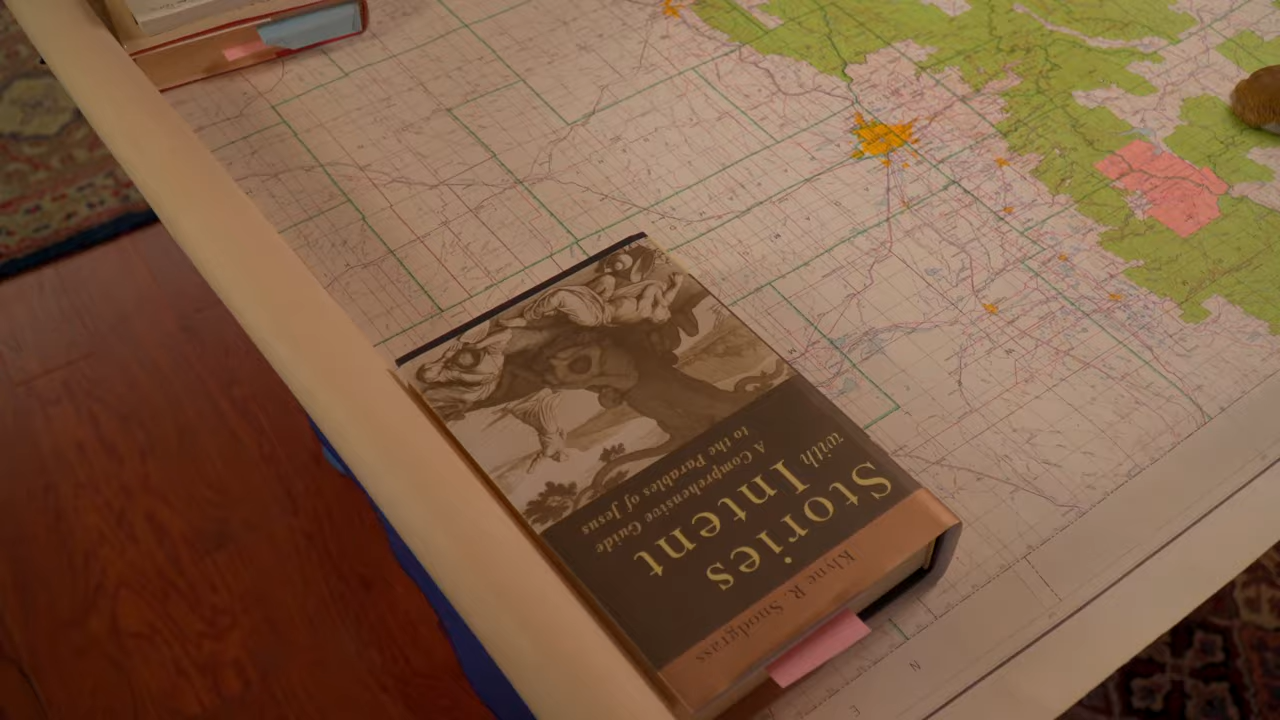 Klyne R. Snodgrass
Stories
with Intent
A Comprehensive Guide
to the Parables of Jesus
N
E